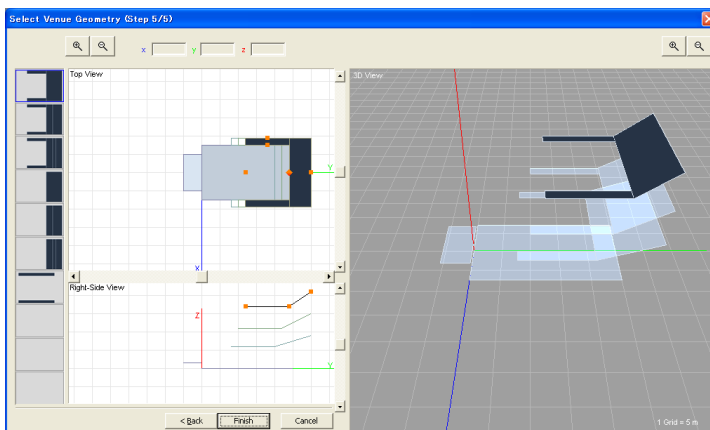 Select Venue Geometry (Step 5/5)
x y z
Top View
Y
X
Right-Side View
Z
Y
3D View
1 Grid = 5 m
< Back Finish Cancel